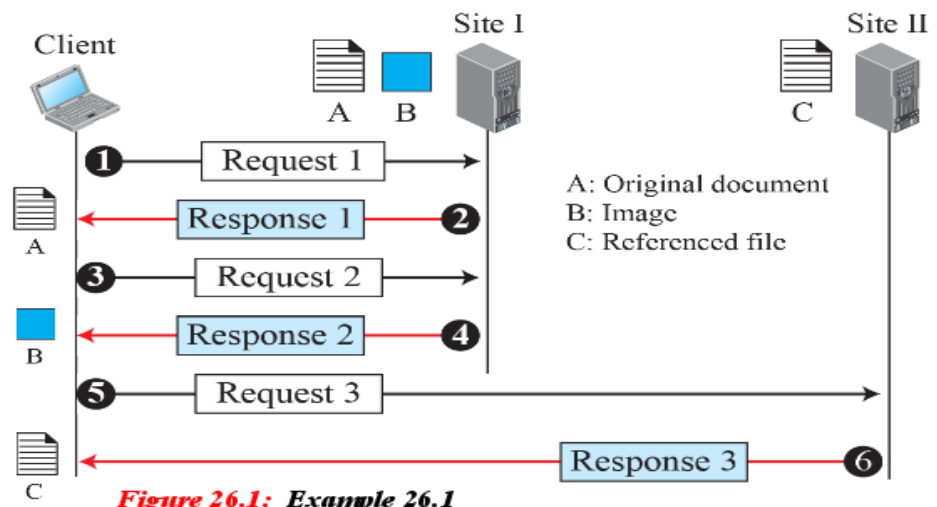 Client
Site I
Site II
A
B
C
1 Request 1
A: Original document
B: Image
C: Referenced file
Response 1 2
A
3 Request 2
Response 2 4
B
5 Request 3
Response 3 6
C
Figure 26.1: Example 26.1